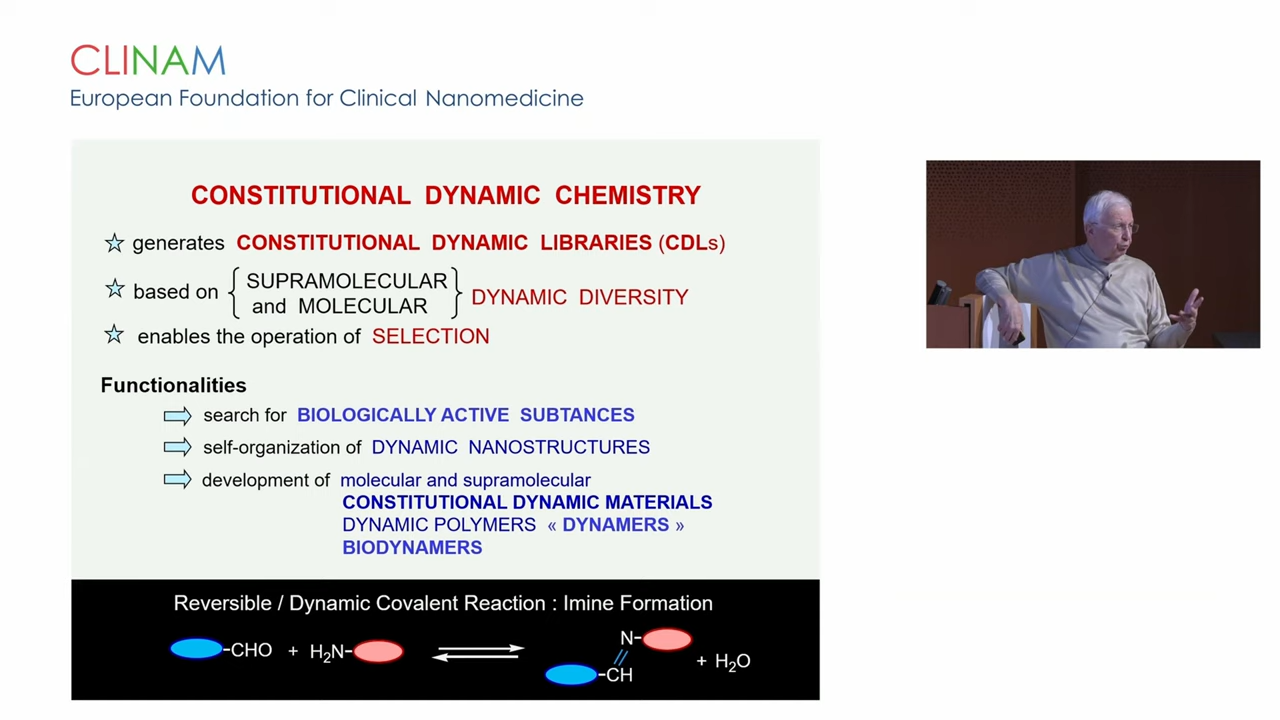 CLINAM
European Foundation for Clinical Nanomedicine
CONSTITUTIONAL DYNAMIC CHEMISTRY
generates CONSTITUTIONAL DYNAMIC LIBRARIES (CDLs)
based on { SUPRAMOLECULAR and MOLECULAR } DYNAMIC DIVERSITY
enables the operation of SELECTION
Functionalities
search for BIOLOGICALLY ACTIVE SUBTANCES
self-organization of DYNAMIC NANOSTRUCTURES
development of molecular and supramolecular
CONSTITUTIONAL DYNAMIC MATERIALS
DYNAMIC POLYMERS « DYNAMERS »
BIODYNAMERS
Reversible / Dynamic Covalent Reaction : Imine Formation
-CHO + H₂N-
N-
-CH
+ H₂O